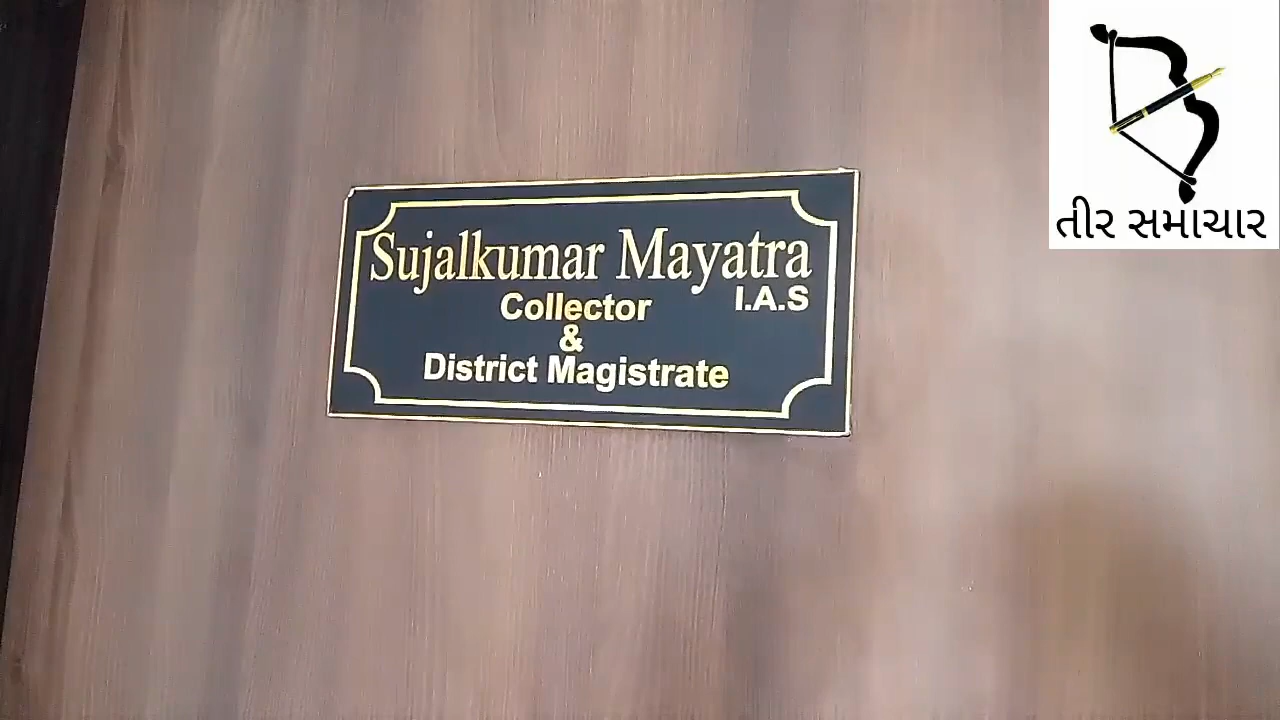 Sujalkumar Mayatra
I.A.S
Collector
&
District Magistrate
તીર સમાચાર